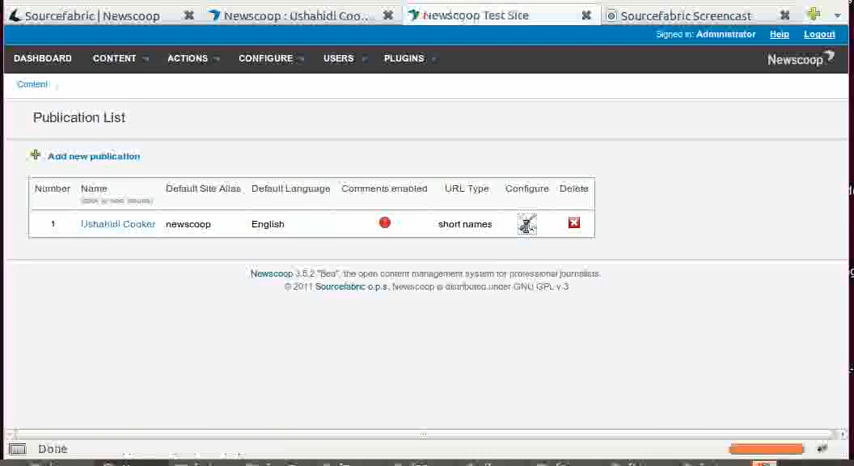 Sourcefabric | Newscoop
Newscoop : Ushahidi Coo...
Newscoop Test Site
Sourcefabric Screencast
Signed in: Administrator Help Logout
DASHBOARD CONTENT ACTIONS CONFIGURE USERS PLUGINS
Newscoop
Content
Publication List
Add new publication
Number Name Default Site Alias Default Language Comments enabled URL Type Configure Delete
1 Ushahidi Cooker newscoop English short names
Newscoop 3.5.2 "Bea", the open content management system for professional journalists.
© 2011 Sourcefabric o.p.s. Newscoop is distributed under GNU GPL v.3
Done